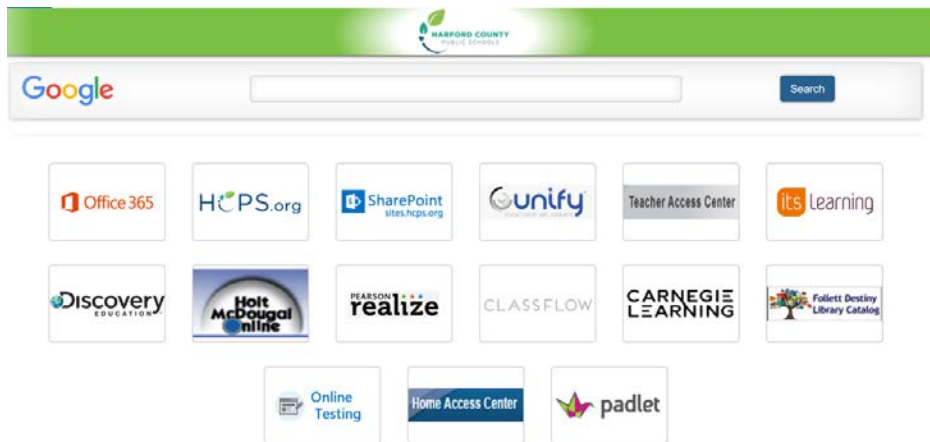 HARFORD COUNTY
PUBLIC SCHOOLS
Google
Search
Office 365
HCPS.org
SharePoint
sites.hcps.org
unify
Teacher Access Center
its Learning
DISCOVERY
EDUCATION
Holt
McDougal
Online
PEARSON
realize
CLASSFLOW
CARNEGIE
LEARNING
Follett Destiny
Library Catalog
Online
Testing
Home Access Center
padlet